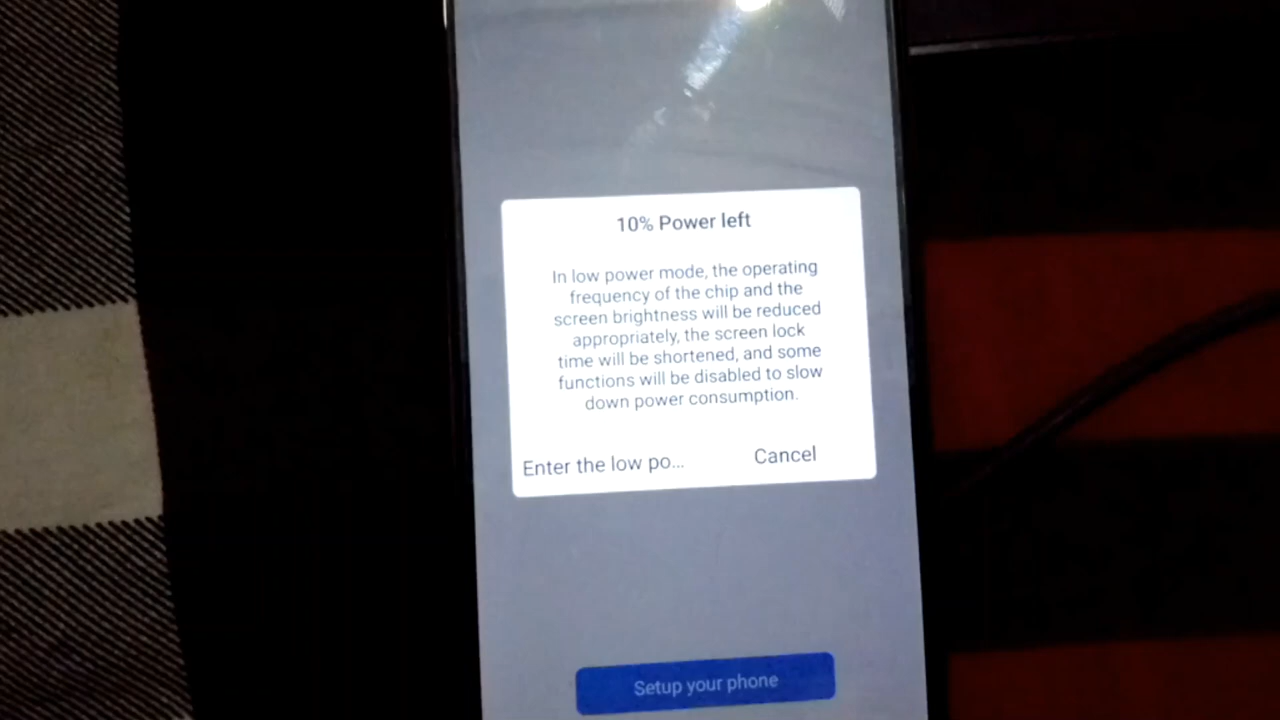 10% Power left
In low power mode, the operating
frequency of the chip and the
screen brightness will be reduced
appropriately, the screen lock
time will be shortened, and some
functions will be disabled to slow
down power consumption.
Enter the low po...
Cancel
Setup your phone